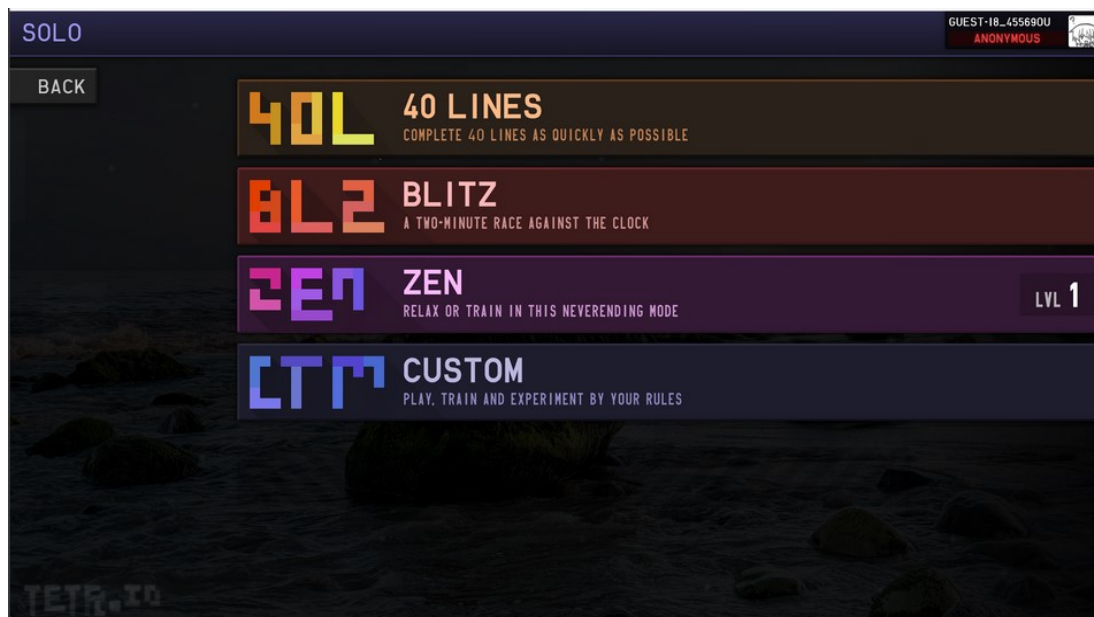 SOLO
GUEST-I8_45569OU
ANONYMOUS
BACK
40L
40 LINES
COMPLETE 40 LINES AS QUICKLY AS POSSIBLE
BLZ
BLITZ
A TWO-MINUTE RACE AGAINST THE CLOCK
ZEN
ZEN
RELAX OR TRAIN IN THIS NEVERENDING MODE
LVL 1
CTM
CUSTOM
PLAY, TRAIN AND EXPERIMENT BY YOUR RULES
TETR.IO